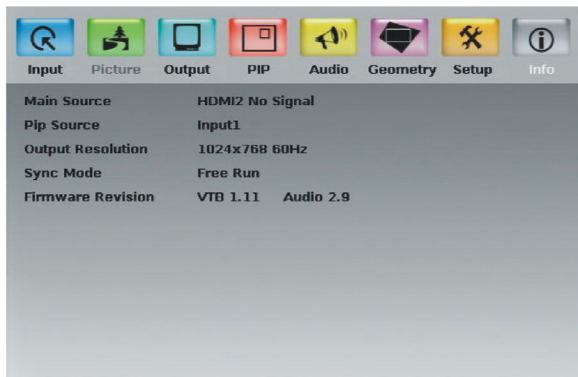 Input Picture Output PIP Audio Geometry Setup Info
Main Source HDMI2 No Signal
Pip Source Input1
Output Resolution 1024x768 60Hz
Sync Mode Free Run
Firmware Revision VTB 1.11 Audio 2.9